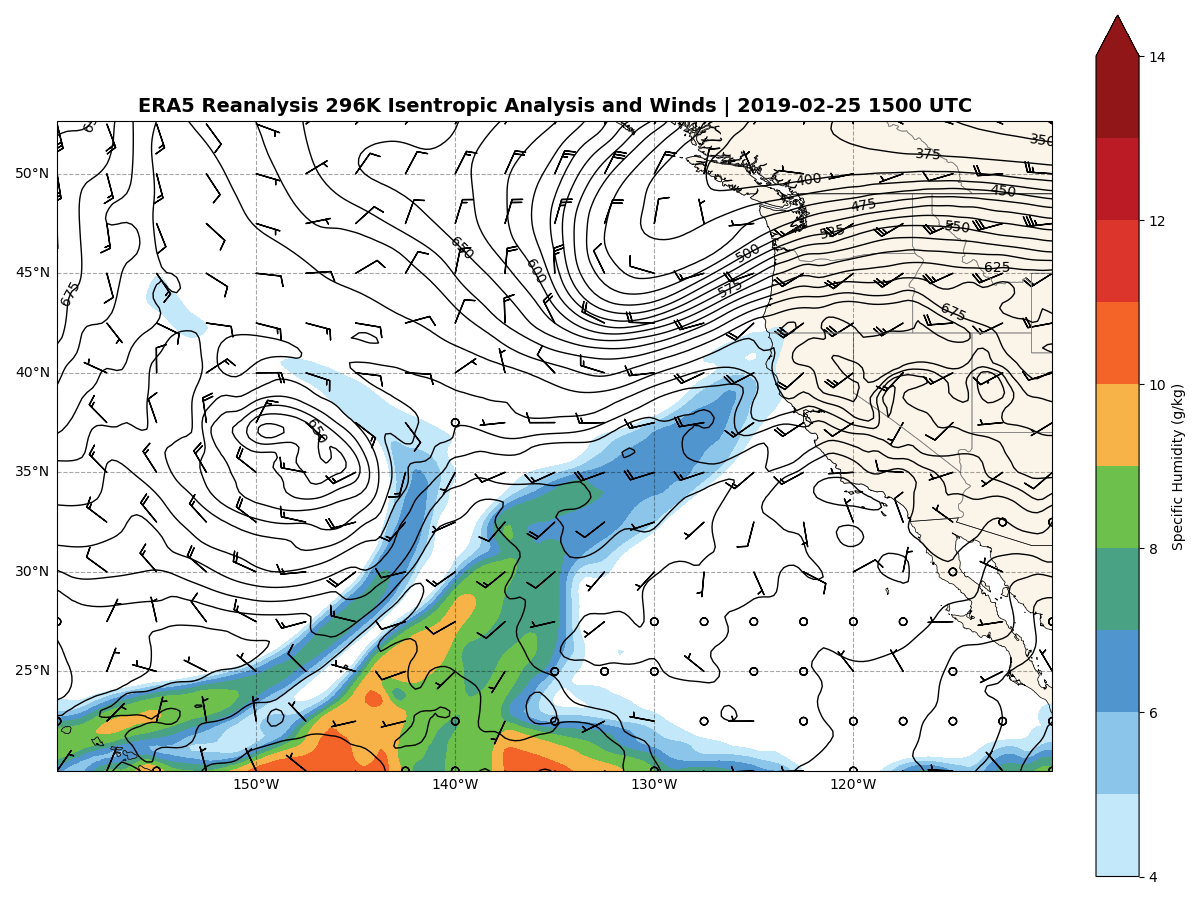 ERA5 Reanalysis 296K Isentropic Analysis and Winds | 2019-02-25 1500 UTC
14
350
375
50°N
400
450
475
12
525
550
650
500
45°N
600
625
575
675
675
40°N
10
650
35°N
Specific Humidity (g/kg)
30°N
8
25°N
6
150°W
140°W
130°W
120°W
4